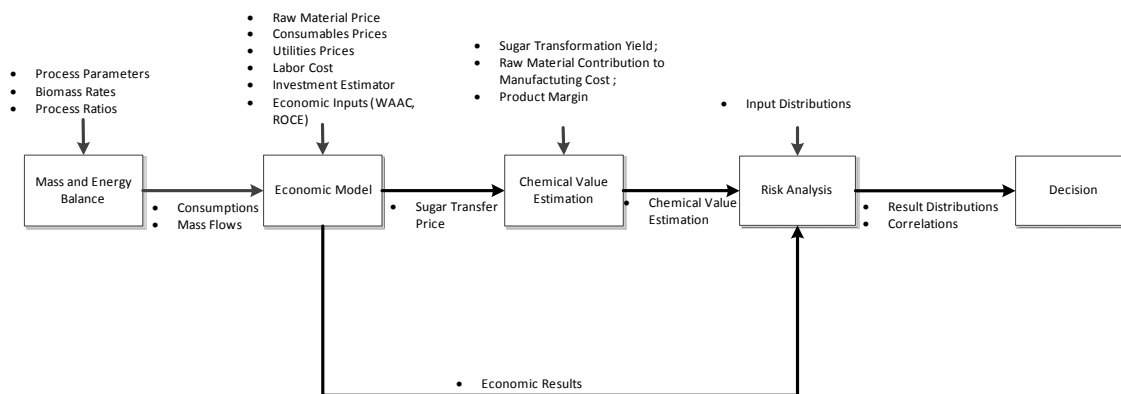 • Raw Material Price
• Consumables Prices
• Utilities Prices
• Labor Cost
• Investment Estimator
• Economic Inputs (WAAC,
ROCE)
• Sugar Transformation Yield;
• Raw Material Contribution to
Manufactuting Cost;
• Product Margin
• Process Parameters
• Biomass Rates
• Process Ratios
• Input Distributions
Mass and Energy
Balance
• Consumptions
• Mass Flows
Economic Model
• Sugar Transfer
Price
Chemical Value
Estimation
• Chemical Value
Estimation
Risk Analysis
• Result Distributions
• Correlations
Decision
• Economic Results